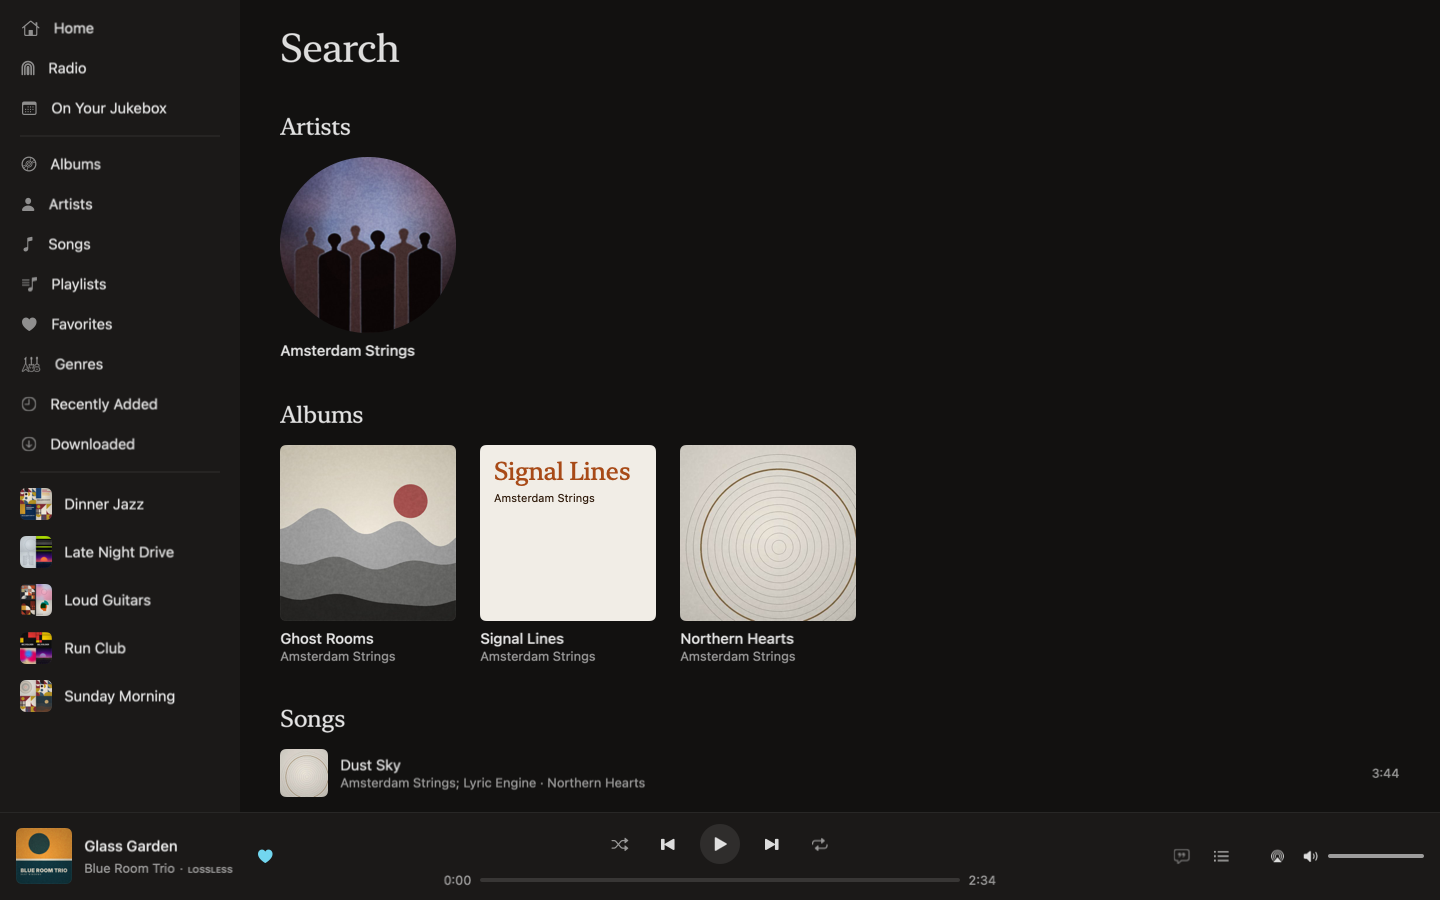 Home
Radio
On Your Jukebox
Albums
Artists
Songs
Playlists
Favorites
Genres
Recently Added
Downloaded
Dinner Jazz
Late Night Drive
Loud Guitars
Run Club
Sunday Morning
Search
Artists
Amsterdam Strings
Albums
Signal Lines
Amsterdam Strings
Ghost Rooms
Amsterdam Strings
Signal Lines
Amsterdam Strings
Northern Hearts
Amsterdam Strings
Songs
Dust Sky
Amsterdam Strings; Lyric Engine · Northern Hearts
3:44
BLUE ROOM TRIO
Glass Garden
Blue Room Trio · LOSSLESS
0:00
2:34